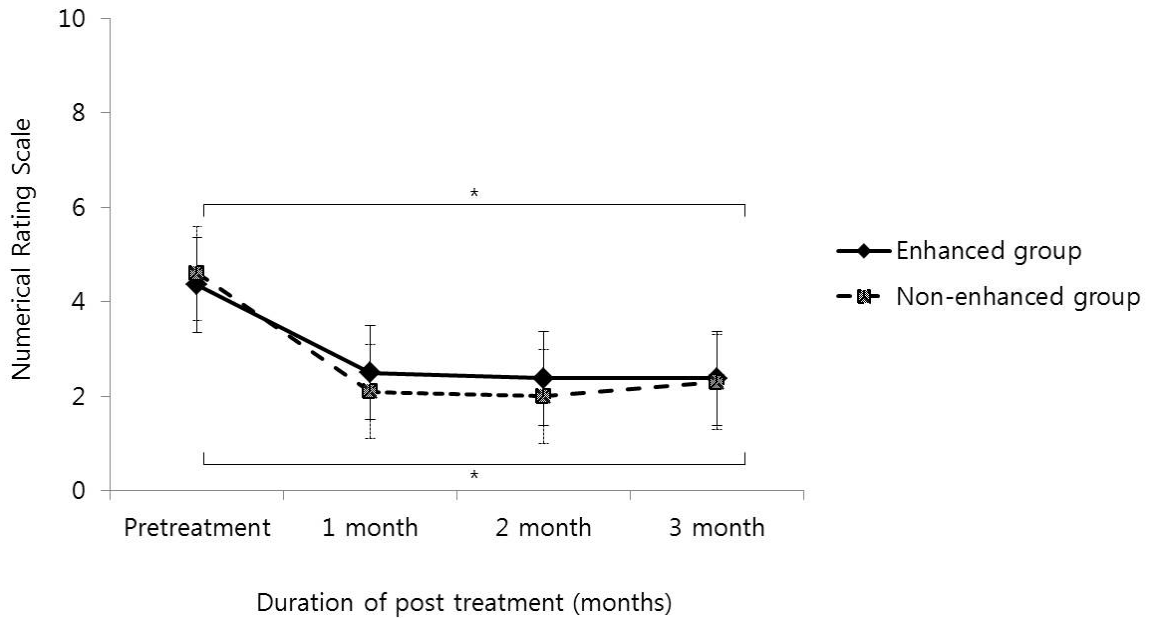 10
8
6
4
2
0
Numerical Rating Scale
*
*
Pretreatment
1 month
2 month
3 month
Duration of post treatment (months)
Enhanced group
Non-enhanced group